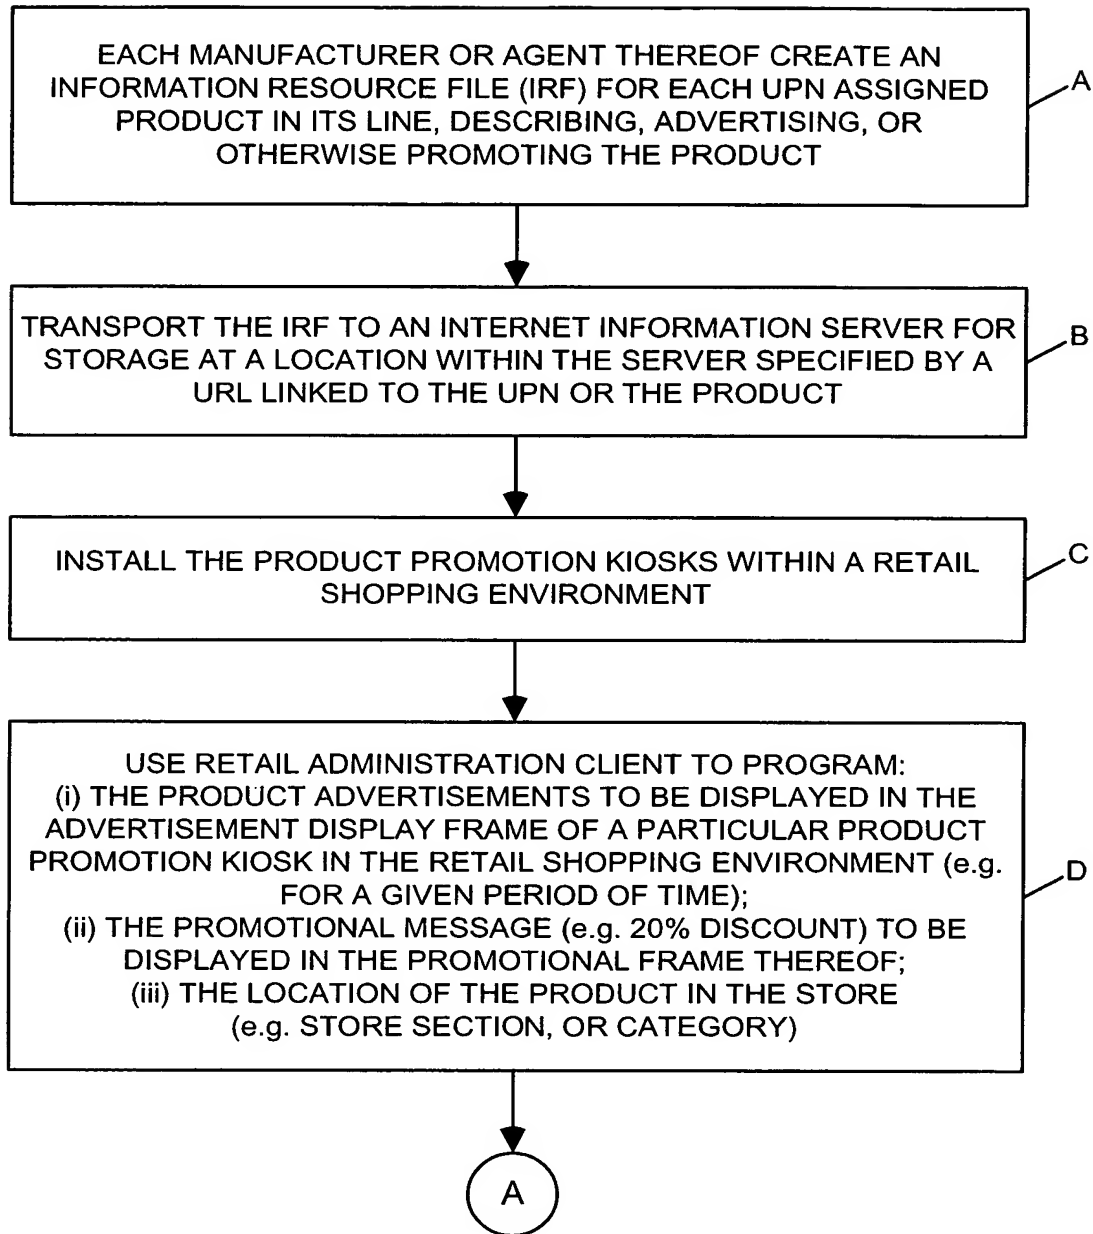 EACH MANUFACTURER OR AGENT THEREOF CREATE AN
INFORMATION RESOURCE FILE (IRF) FOR EACH UPN ASSIGNED
PRODUCT IN ITS LINE, DESCRIBING, ADVERTISING, OR
OTHERWISE PROMOTING THE PRODUCT
A
TRANSPORT THE IRF TO AN INTERNET INFORMATION SERVER FOR
STORAGE AT A LOCATION WITHIN THE SERVER SPECIFIED BY A
URL LINKED TO THE UPN OR THE PRODUCT
B
INSTALL THE PRODUCT PROMOTION KIOSKS WITHIN A RETAIL
SHOPPING ENVIRONMENT
C
USE RETAIL ADMINISTRATION CLIENT TO PROGRAM:
(i) THE PRODUCT ADVERTISEMENTS TO BE DISPLAYED IN THE
ADVERTISEMENT DISPLAY FRAME OF A PARTICULAR PRODUCT
PROMOTION KIOSK IN THE RETAIL SHOPPING ENVIRONMENT (e.g.
FOR A GIVEN PERIOD OF TIME);
(ii) THE PROMOTIONAL MESSAGE (e.g. 20% DISCOUNT) TO BE
DISPLAYED IN THE PROMOTIONAL FRAME THEREOF;
(iii) THE LOCATION OF THE PRODUCT IN THE STORE
(e.g. STORE SECTION, OR CATEGORY)
D
A